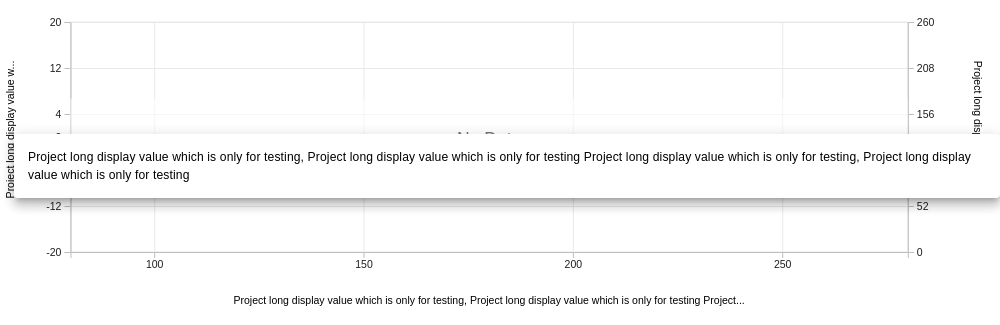 20
260
12
208
4
156
Project long display value w...
Project long
Project long display value which is only for testing, Project long display value which is only for testing Project long display value which is only for testing, Project long display
value which is only for testing
-12
52
-20
0
100
150
200
250
Project long display value which is only for testing, Project long display value which is only for testing Project...